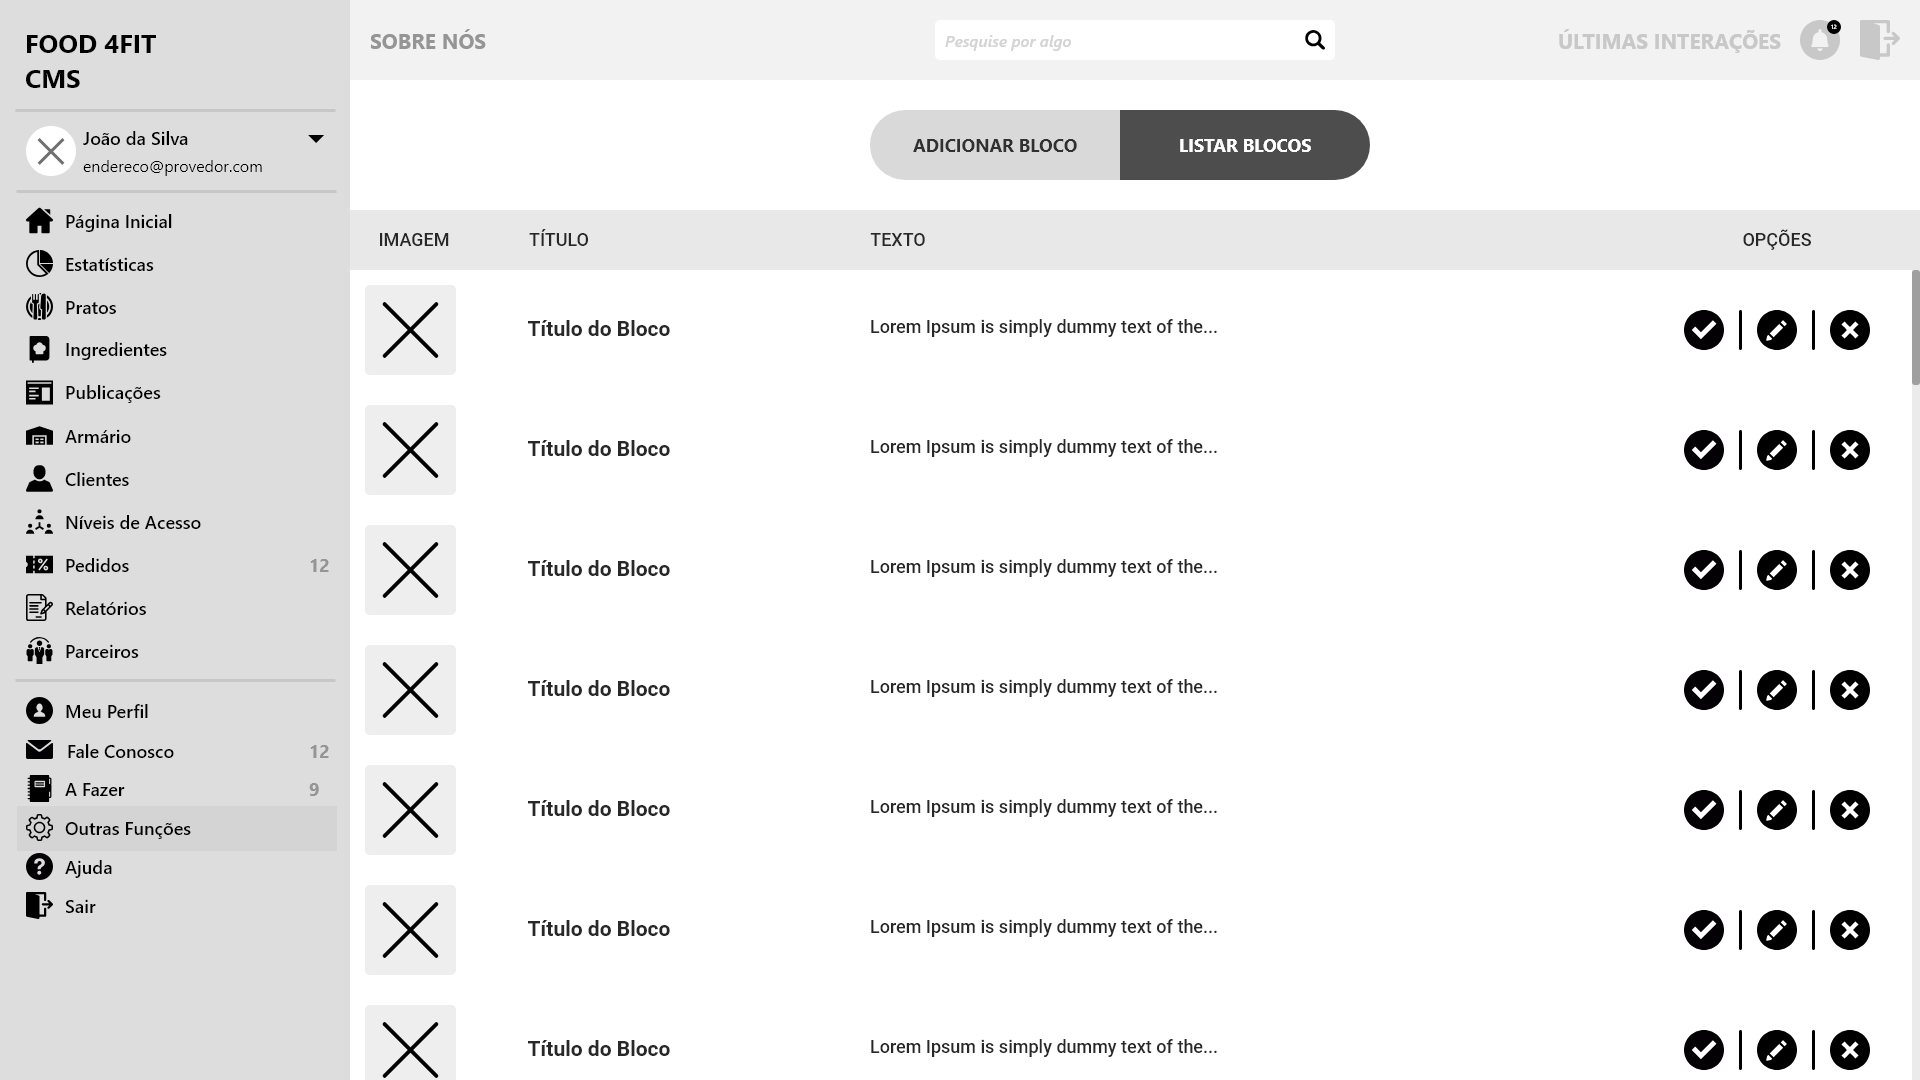 FOOD 4FIT
CMS
João da Silva
endereco@provedor.com
Página Inicial
Estatísticas
Pratos
Ingredientes
Publicações
Armário
Clientes
Níveis de Acesso
Pedidos 12
Relatórios
Parceiros
Meu Perfil
Fale Conosco 12
A Fazer 9
Outras Funções
Ajuda
Sair
SOBRE NÓS
Pesquise por algo
ÚLTIMAS INTERAÇÕES
12
ADICIONAR BLOCO
LISTAR BLOCOS
IMAGEM TÍTULO TEXTO OPÇÕES
Título do Bloco Lorem Ipsum is simply dummy text of the...
Título do Bloco Lorem Ipsum is simply dummy text of the...
Título do Bloco Lorem Ipsum is simply dummy text of the...
Título do Bloco Lorem Ipsum is simply dummy text of the...
Título do Bloco Lorem Ipsum is simply dummy text of the...
Título do Bloco Lorem Ipsum is simply dummy text of the...
Título do Bloco Lorem Ipsum is simply dummy text of the...